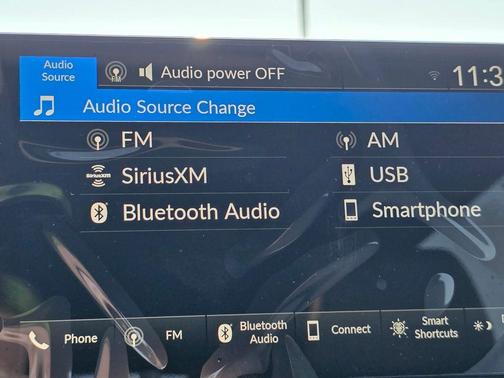 Audio
Source
FM
Audio power OFF
11:3
Audio Source Change
FM
AM
SiriusXM
SiriusXM
USB
Bluetooth Audio
Smartphone
Phone
FM
Bluetooth
Audio
Connect
Smart
Shortcuts